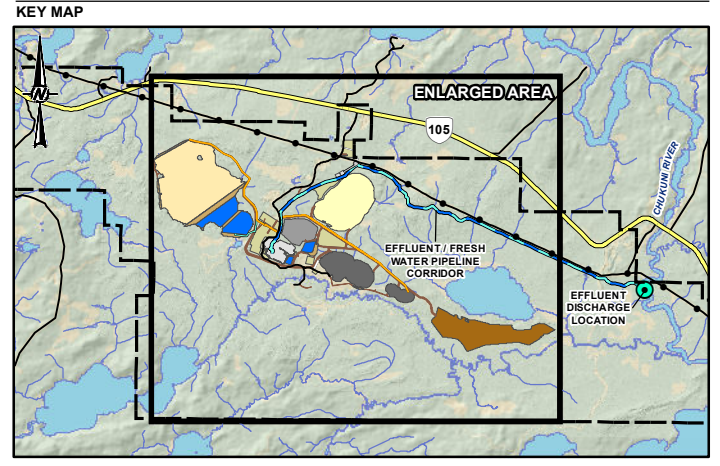 KEY MAP
N
ENLARGED AREA
105
CHUKUNI RIVER
EFFLUENT / FRESH
WATER PIPELINE
CORRIDOR
EFFLUENT
DISCHARGE
LOCATION